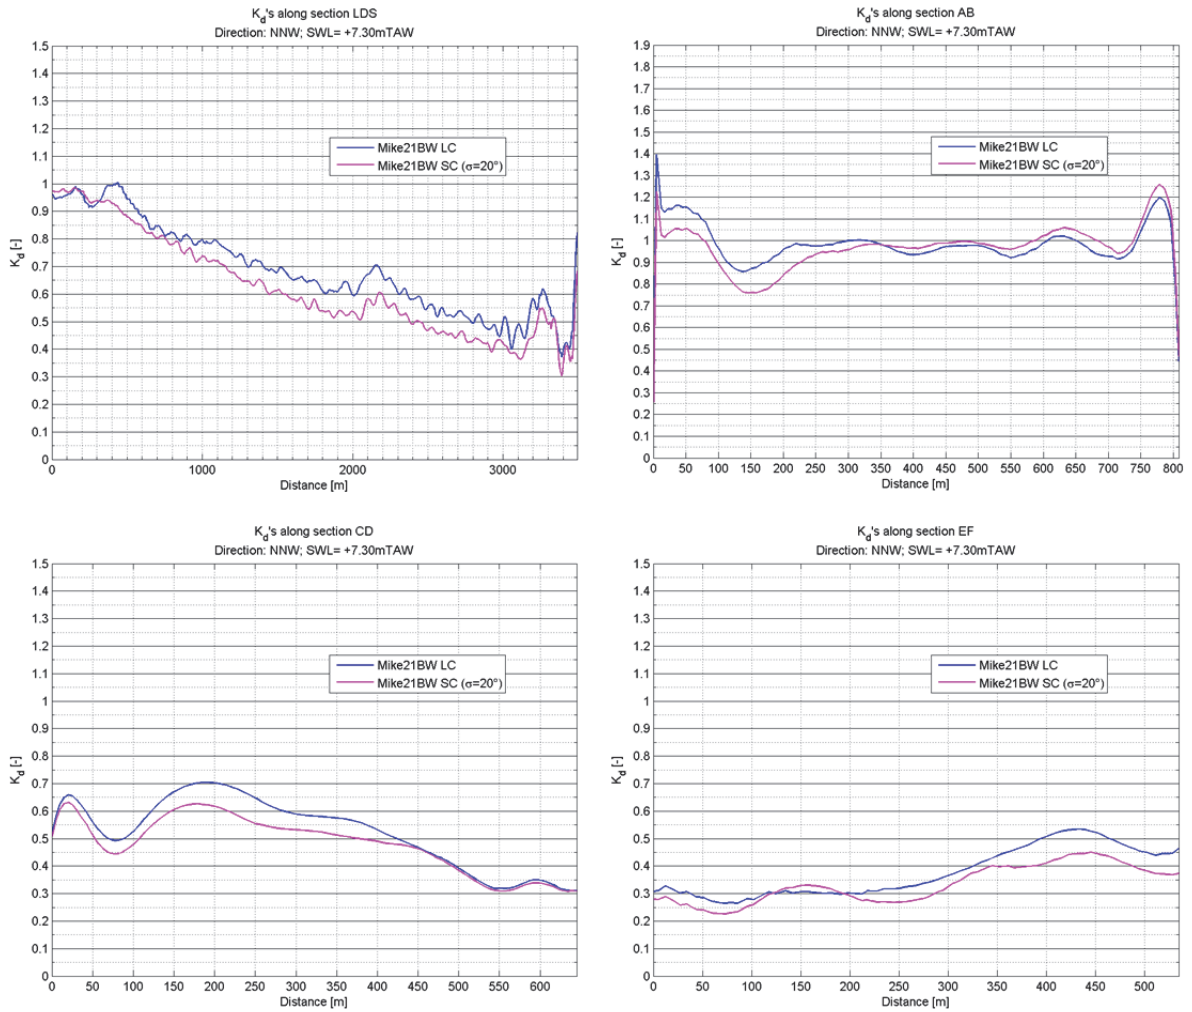 K_d's along section LDS
Direction: NNW; SWL= +7.30mTAW
1.5
1.4
1.3
1.2
1.1
1
0.9
0.8
0.7
0.6
0.5
0.4
0.3
0.2
0.1
0
K_d [-]
Mike21BW LC
Mike21BW SC (σ=20°)
0 1000 2000 3000
Distance [m]
K_d's along section AB
Direction: NNW; SWL= +7.30mTAW
1.9
1.8
1.7
1.6
1.5
1.4
1.3
1.2
1.1
1
0.9
0.8
0.7
0.6
0.5
0.4
0.3
0.2
0.1
0
K_d [-]
Mike21BW LC
Mike21BW SC (σ=20°)
0 50 100 150 200 250 300 350 400 450 500 550 600 650 700 750 800
Distance [m]
K_d's along section CD
Direction: NNW; SWL= +7.30mTAW
1.5
1.4
1.3
1.2
1.1
1
0.9
0.8
0.7
0.6
0.5
0.4
0.3
0.2
0.1
0
K_d [-]
Mike21BW LC
Mike21BW SC (σ=20°)
0 50 100 150 200 250 300 350 400 450 500 550 600
Distance [m]
K_d's along section EF
Direction: NNW; SWL= +7.30mTAW
1.5
1.4
1.3
1.2
1.1
1
0.9
0.8
0.7
0.6
0.5
0.4
0.3
0.2
0.1
0
K_d [-]
Mike21BW LC
Mike21BW SC (σ=20°)
0 50 100 150 200 250 300 350 400 450 500
Distance [m]